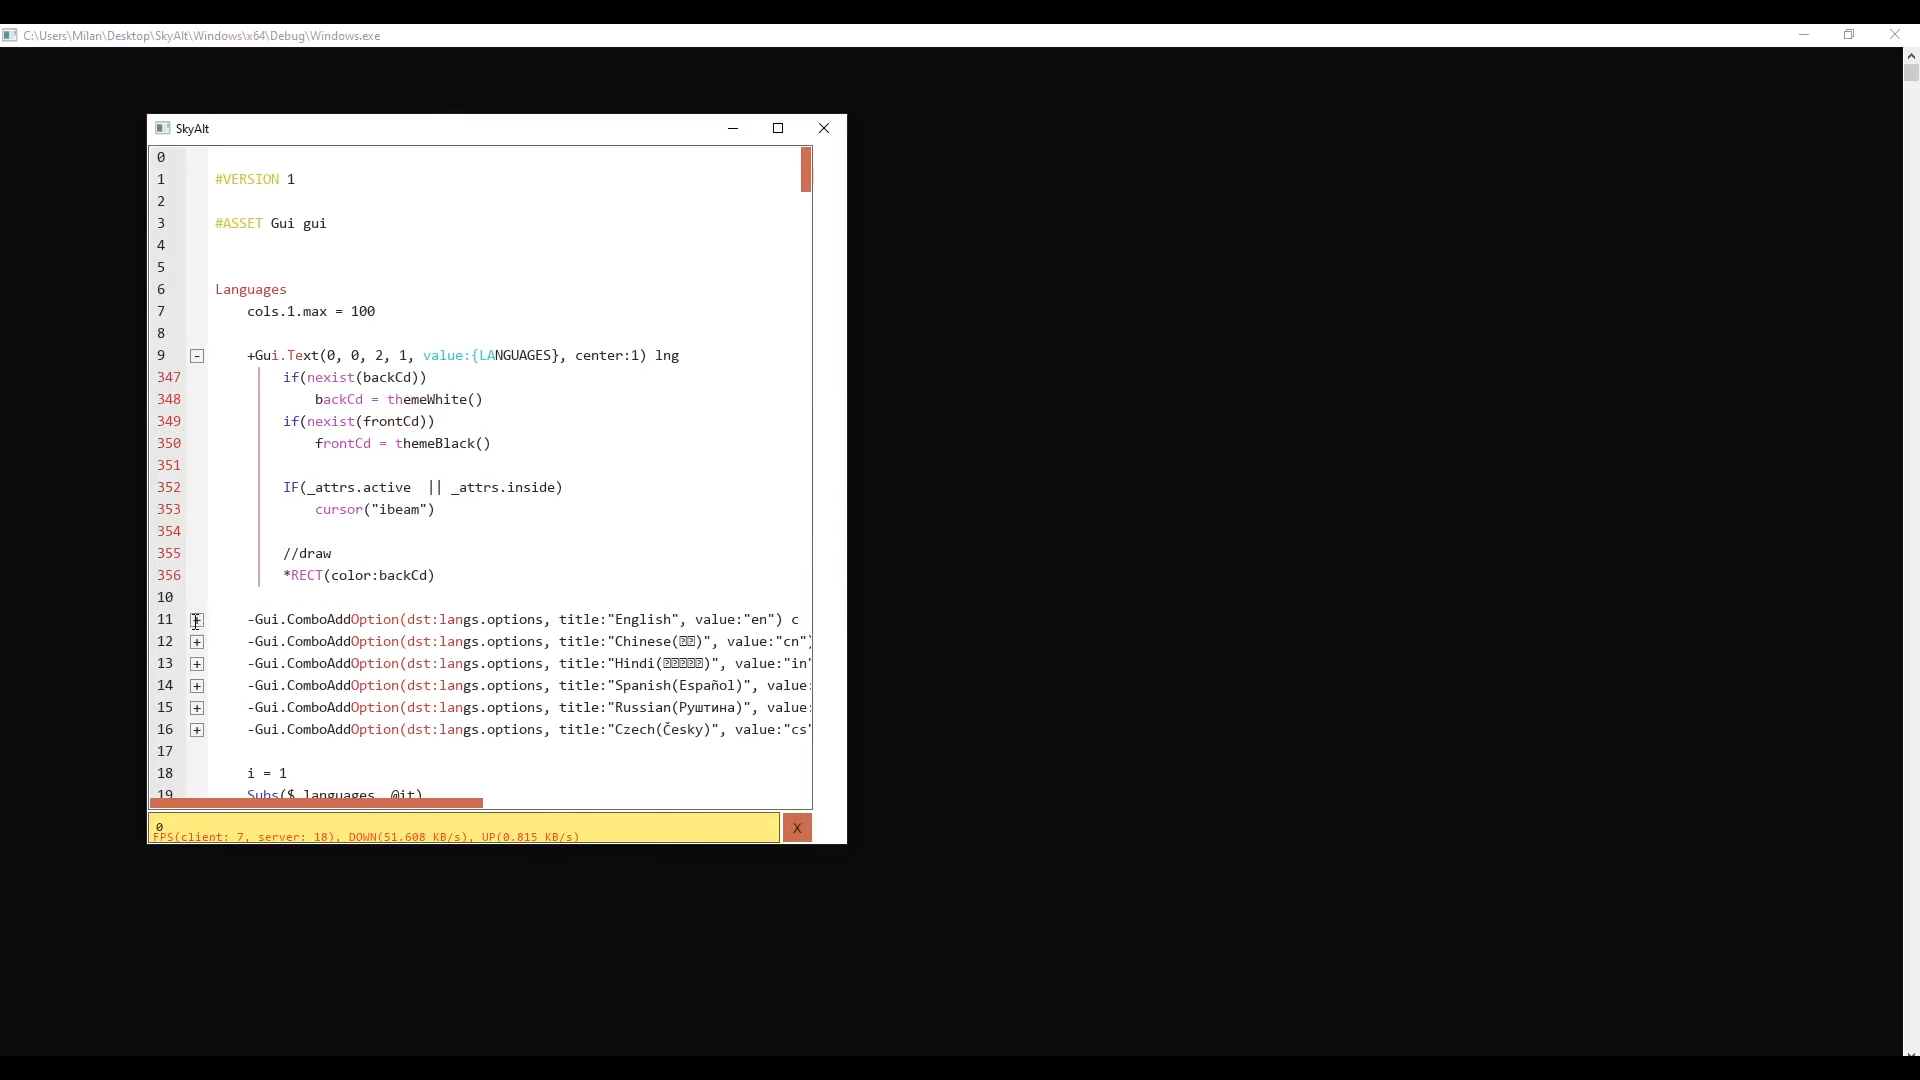 C:\Users\Milan\Desktop\SkyAlt\Windows\x64\Debug\Windows.exe
SkyAlt
0
1 #VERSION 1
2
3 #ASSET Gui gui
4
5
6 Languages
7 cols.1.max = 100
8
9 - +Gui.Text(0, 0, 2, 1, value:{LANGUAGES}, center:1) lng
347 if(nexist(backCd))
348 backCd = themeWhite()
349 if(nexist(frontCd))
350 frontCd = themeBlack()
351
352 IF(_attrs.active || _attrs.inside)
353 cursor("ibeam")
354
355 //draw
356 *RECT(color:backCd)
10
11 + -Gui.ComboAddOption(dst:langs.options, title:"English", value:"en") c
12 + -Gui.ComboAddOption(dst:langs.options, title:"Chinese(⍰⍰)", value:"cn")
13 + -Gui.ComboAddOption(dst:langs.options, title:"Hindi(⍰⍰⍰⍰⍰)", value:"in"
14 + -Gui.ComboAddOption(dst:langs.options, title:"Spanish(Español)", value:
15 + -Gui.ComboAddOption(dst:langs.options, title:"Russian(Руштина)", value:
16 + -Gui.ComboAddOption(dst:langs.options, title:"Czech(Česky)", value:"cs"
17
18 i = 1
19 Subs($_languages, @it)
0
FPS(client: 7, server: 18), DOWN(51.608 KB/s), UP(0.815 KB/s)
X